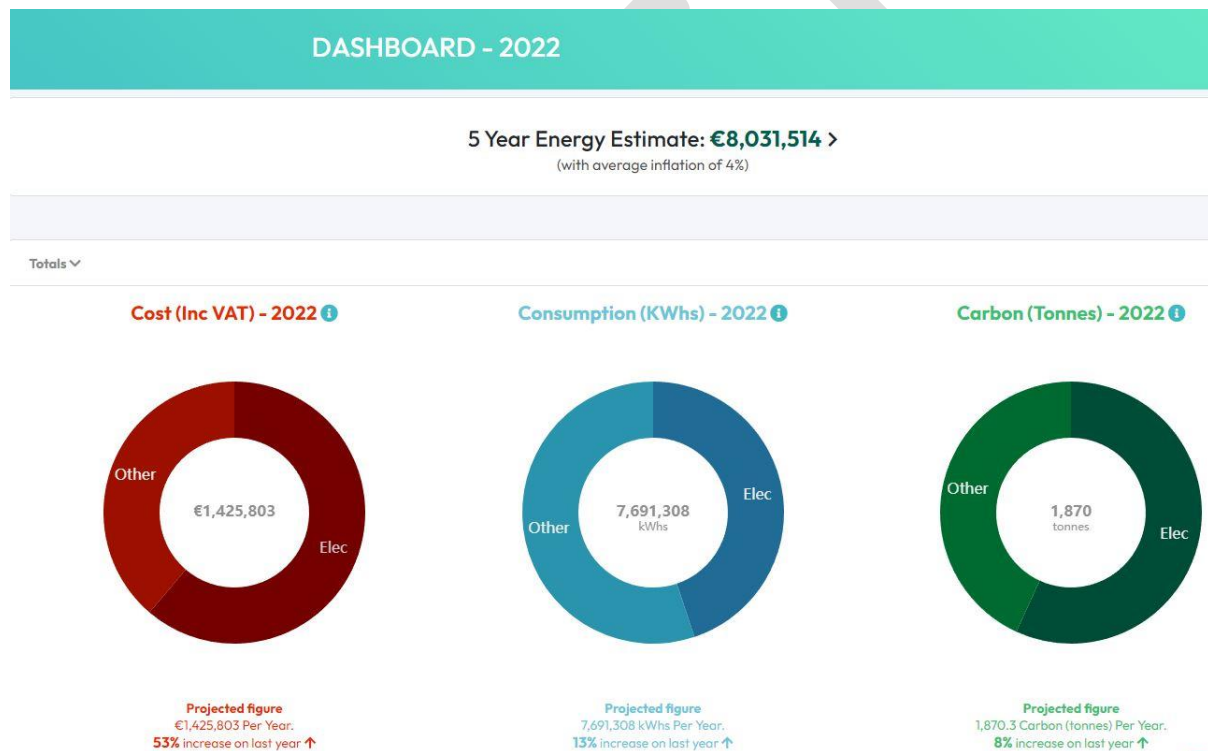 DASHBOARD - 2022
5 Year Energy Estimate: €8,031,514 >
(with average inflation of 4%)
Totals
Cost (Inc VAT) - 2022
Consumption (KWhs) - 2022
Carbon (Tonnes) - 2022
Other
€1,425,803
Elec
Other
7,691,308
kWhs
Elec
Other
1,870
tonnes
Elec
Projected figure
€1,425,803 Per Year.
53% increase on last year ↑
Projected figure
7,691,308 kWhs Per Year.
13% increase on last year ↑
Projected figure
1,870.3 Carbon (tonnes) Per Year.
8% increase on last year ↑